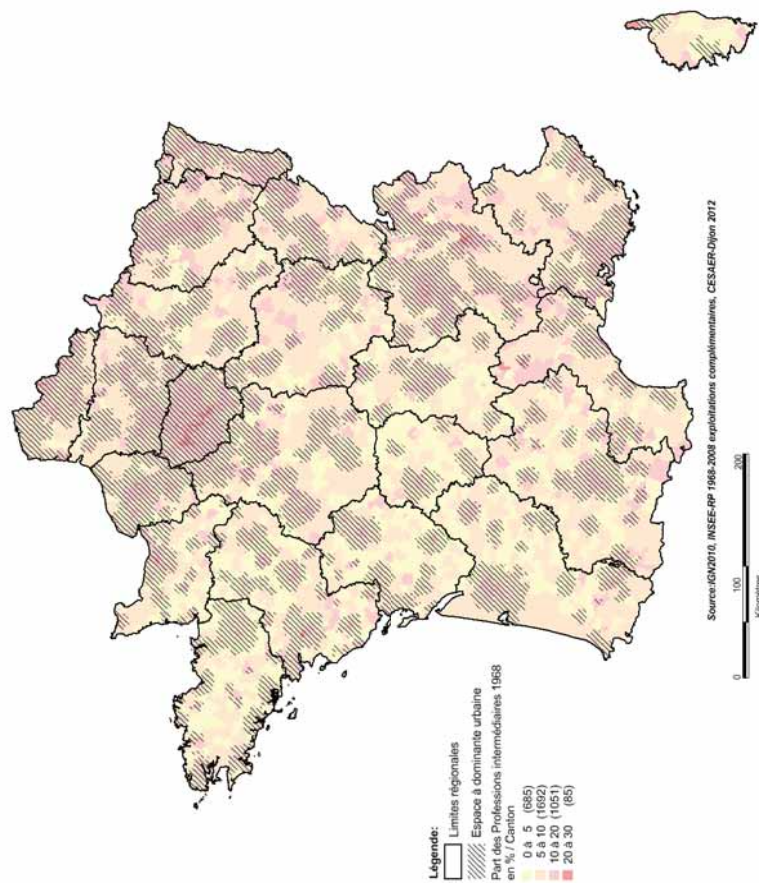 Légende:
Limites régionales
Espace à dominante urbaine
Part des Professions intermédiaires 1968
en % / Canton
0 à 5 (685)
5 à 10 (1692)
10 à 20 (1051)
20 à 30 (85)
0 100 200
Kilomètres
Source:IGN2010, INSEE-RP 1968-2008 exploitations complémentaires, CESAER-Dijon 2012